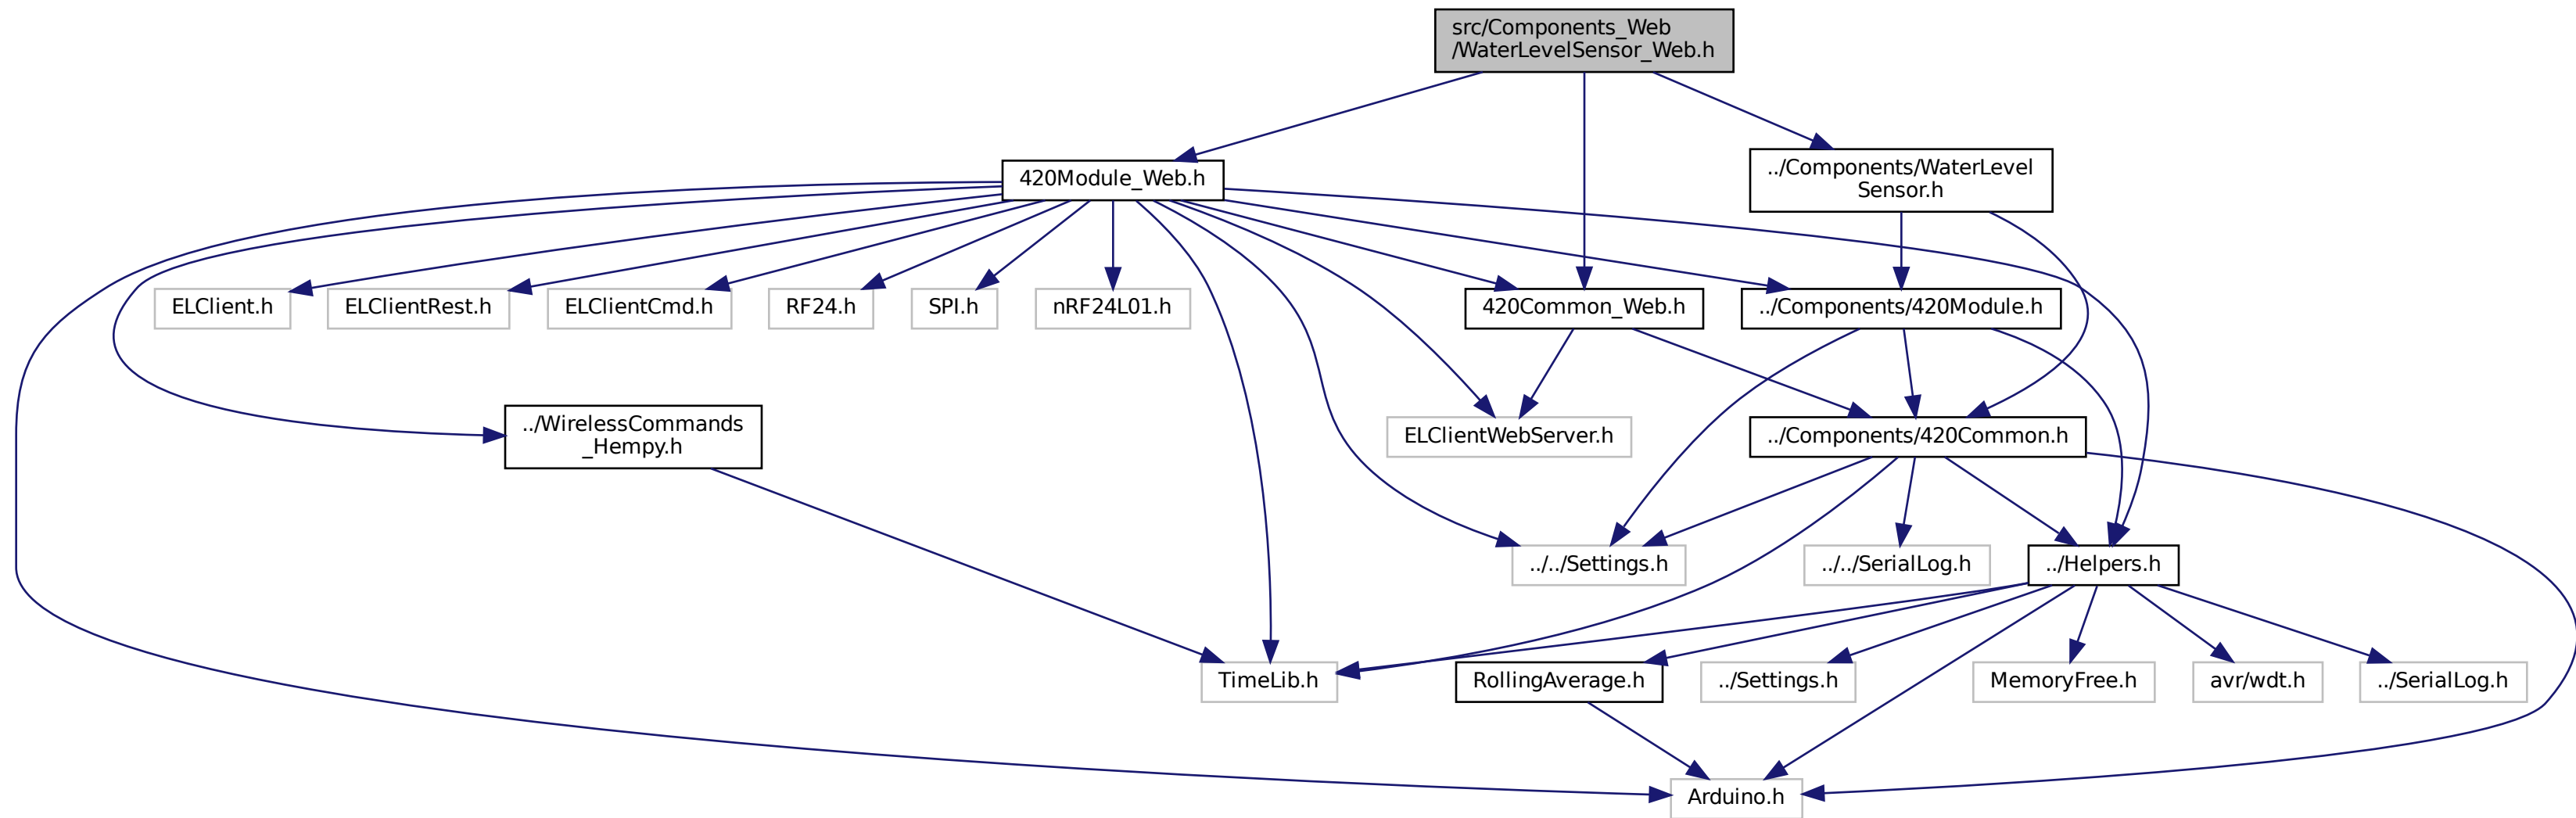 src/Components_Web
/WaterLevelSensor_Web.h
420Module_Web.h
../Components/WaterLevel
Sensor.h
ELClient.h
ELClientRest.h
ELClientCmd.h
RF24.h
SPI.h
nRF24L01.h
420Common_Web.h
../Components/420Module.h
../WirelessCommands
_Hempy.h
ELClientWebServer.h
../Components/420Common.h
../../Settings.h
../../SerialLog.h
../Helpers.h
TimeLib.h
RollingAverage.h
../Settings.h
MemoryFree.h
avr/wdt.h
../SerialLog.h
Arduino.h